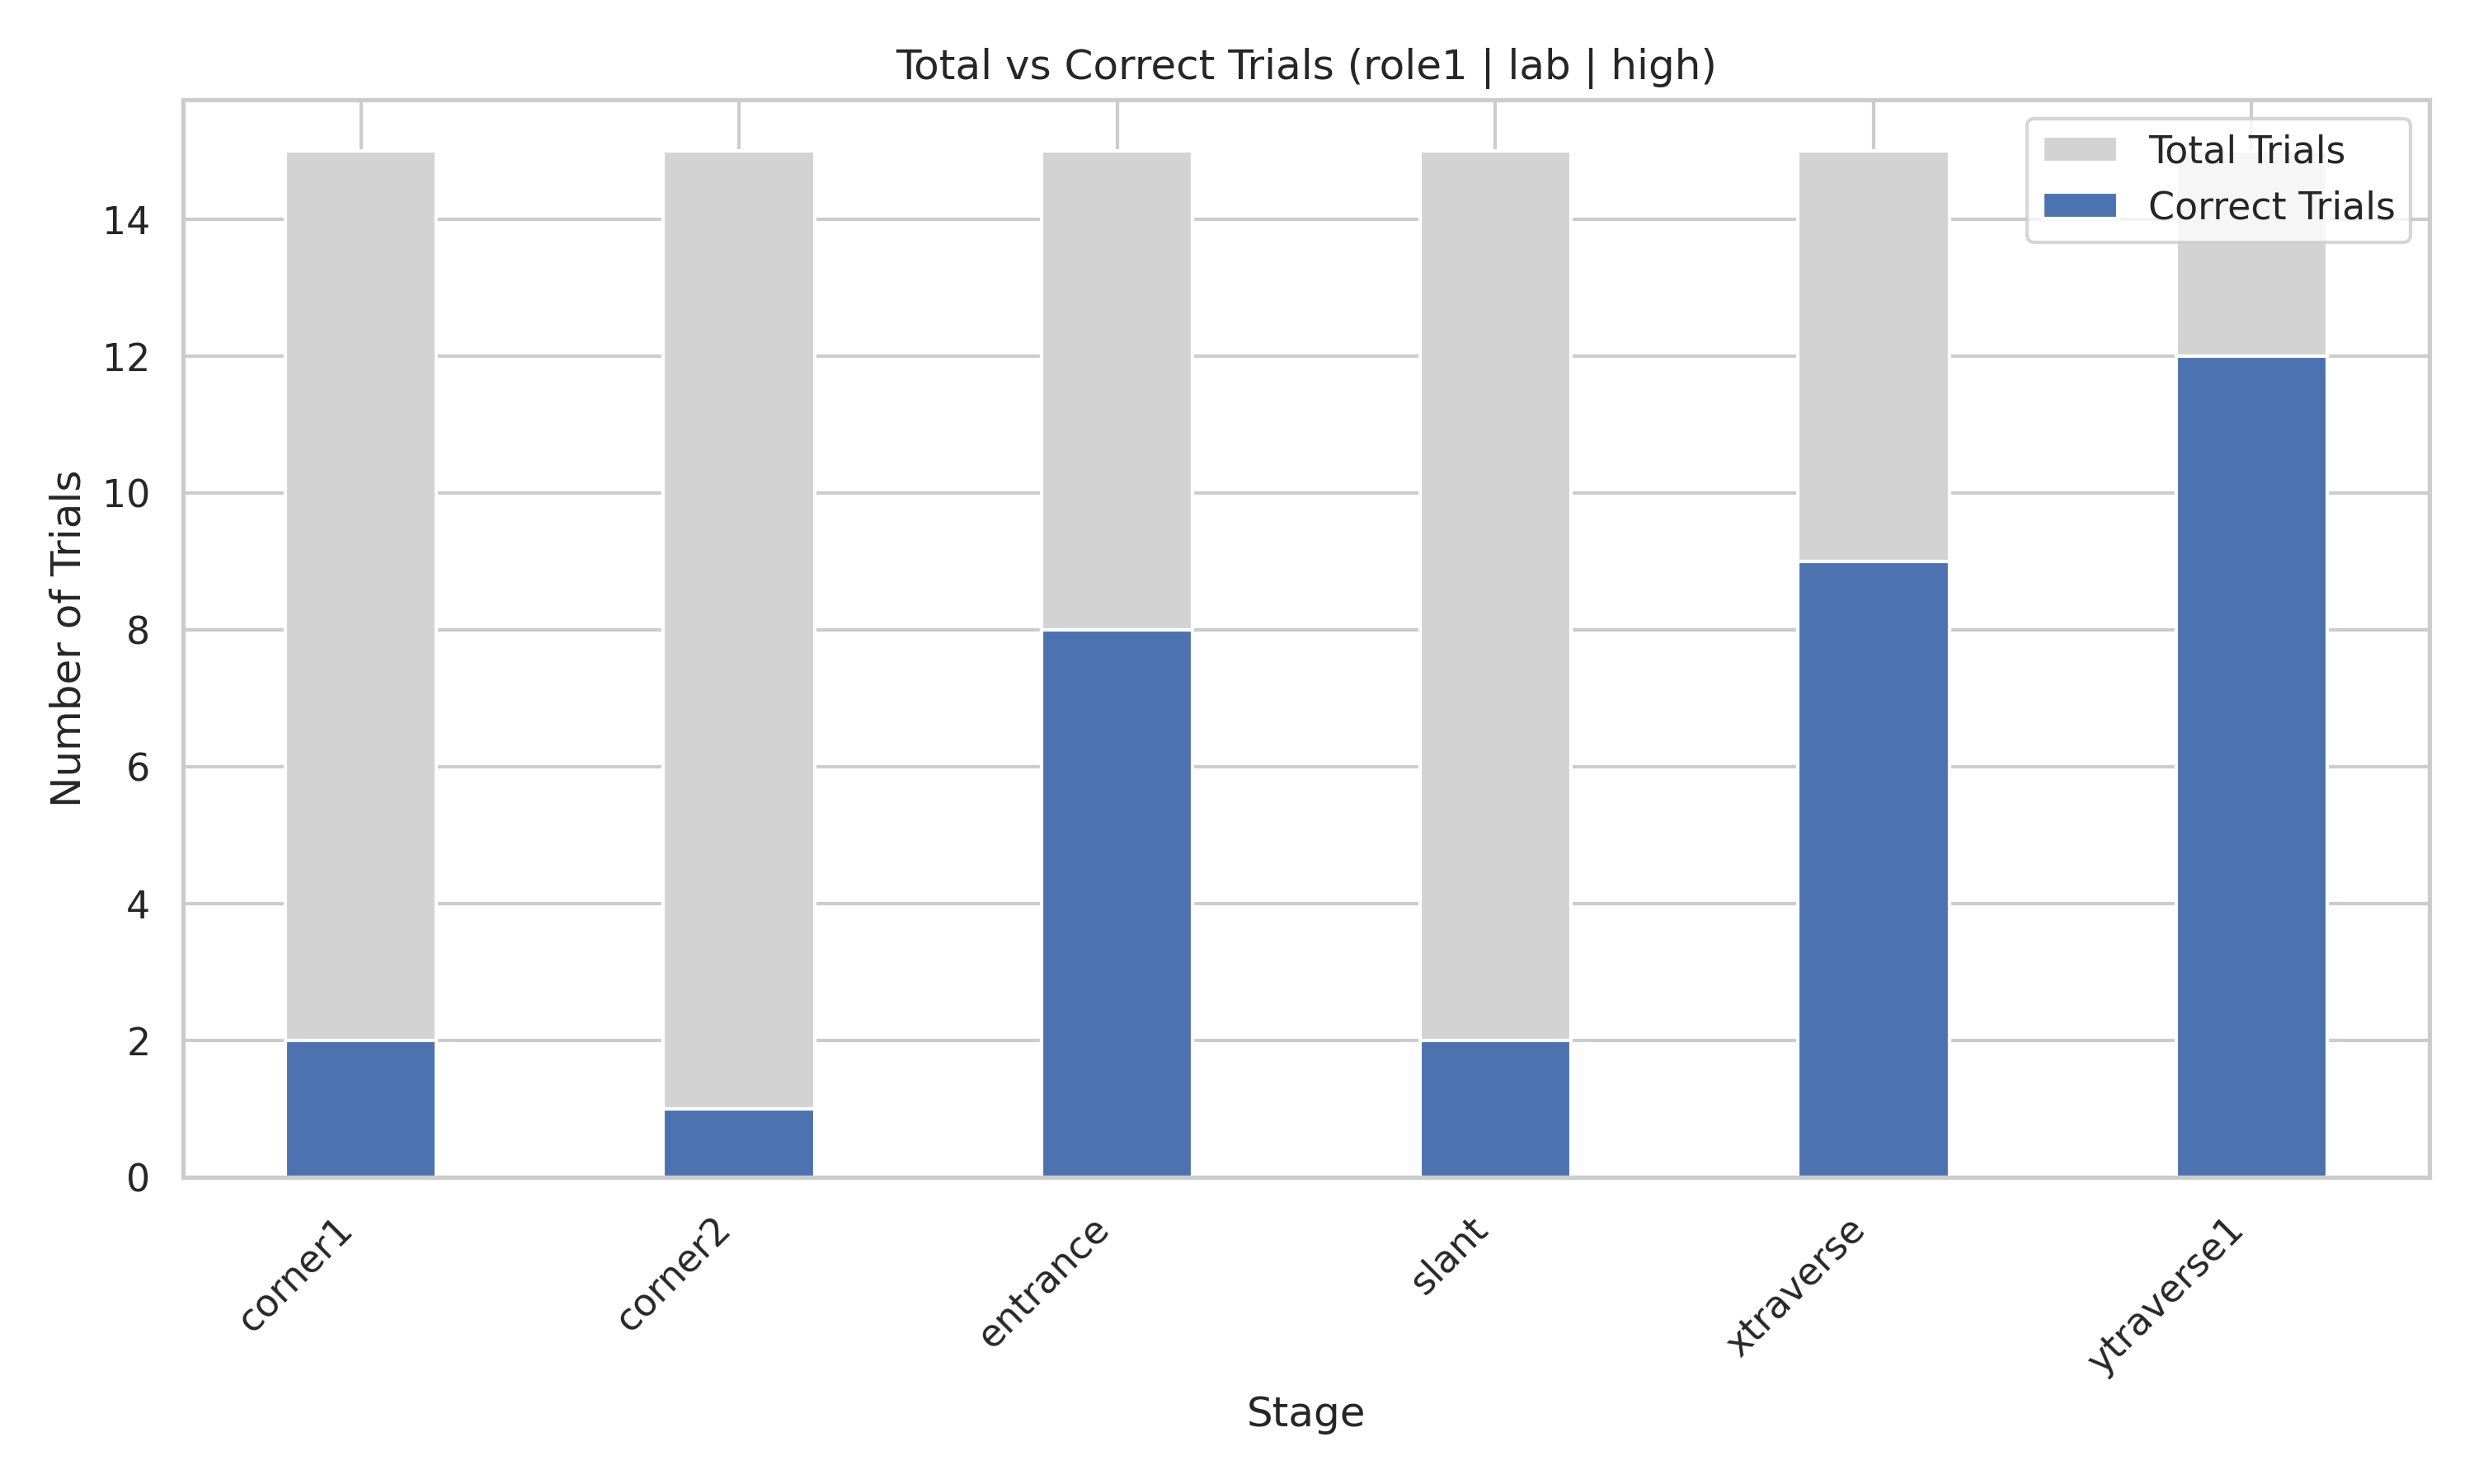 Total vs Correct Trials (role1 | lab | high)
Total Trials
Correct Trials
Number of Trials
14
12
10
8
6
4
2
0
corner1
corner2
entrance
slant
xtraverse
ytraverse1
Stage